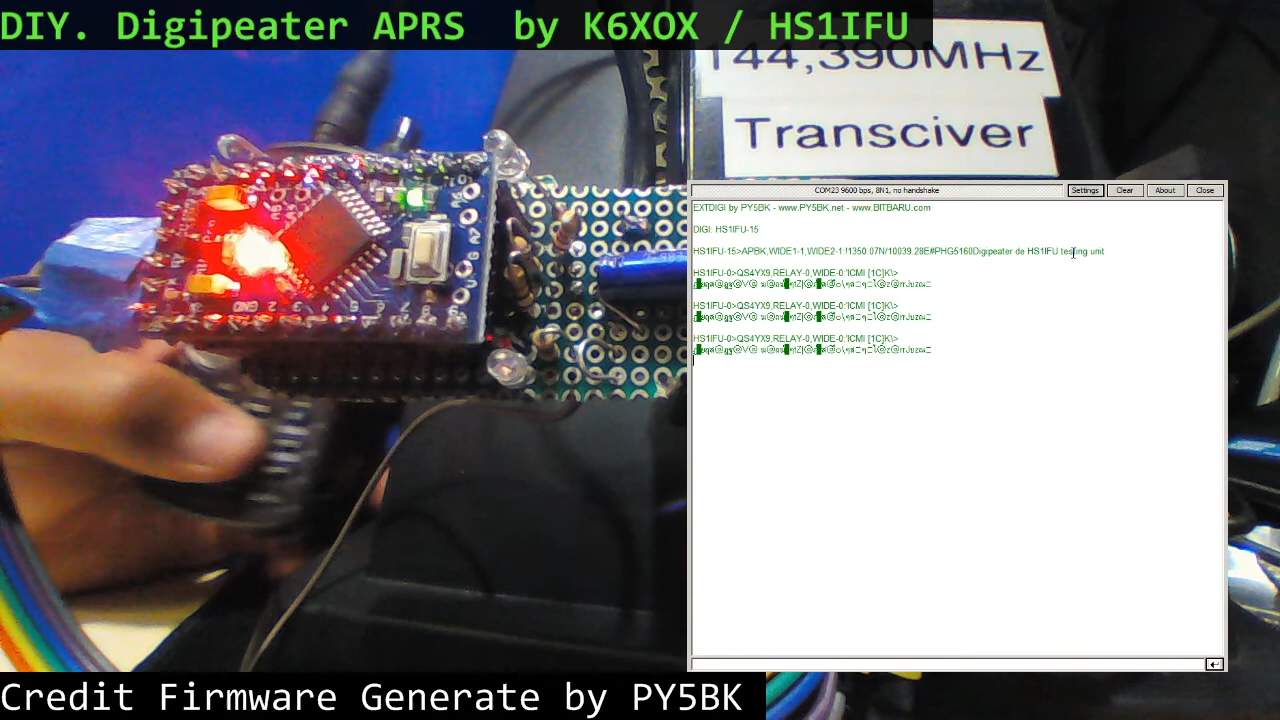 DIY. Digipeater APRS by K6XOX / HS1IFU
144,390MHz
Transciver
COM23 9600 bps, 8N1, no handshake
Settings
Clear
About
Close
EXTDIGI by PY5BK - www.PY5BK.net - www.BITBARU.com
DIGI: HS1IFU-15
HS1IFU-15>APBK,WIDE1-1,WIDE2-1:!1350.07N/10039.28E#PHG5160Digipeater de HS1IFU testing unit
HS1IFU-0>QS4YX9,RELAY-0,WIDE-0:'lCMl [1C]K\>
HS1IFU-0>QS4YX9,RELAY-0,WIDE-0:'lCMl [1C]K\>
HS1IFU-0>QS4YX9,RELAY-0,WIDE-0:'lCMl [1C]K\>
Credit Firmware Generate by PY5BK